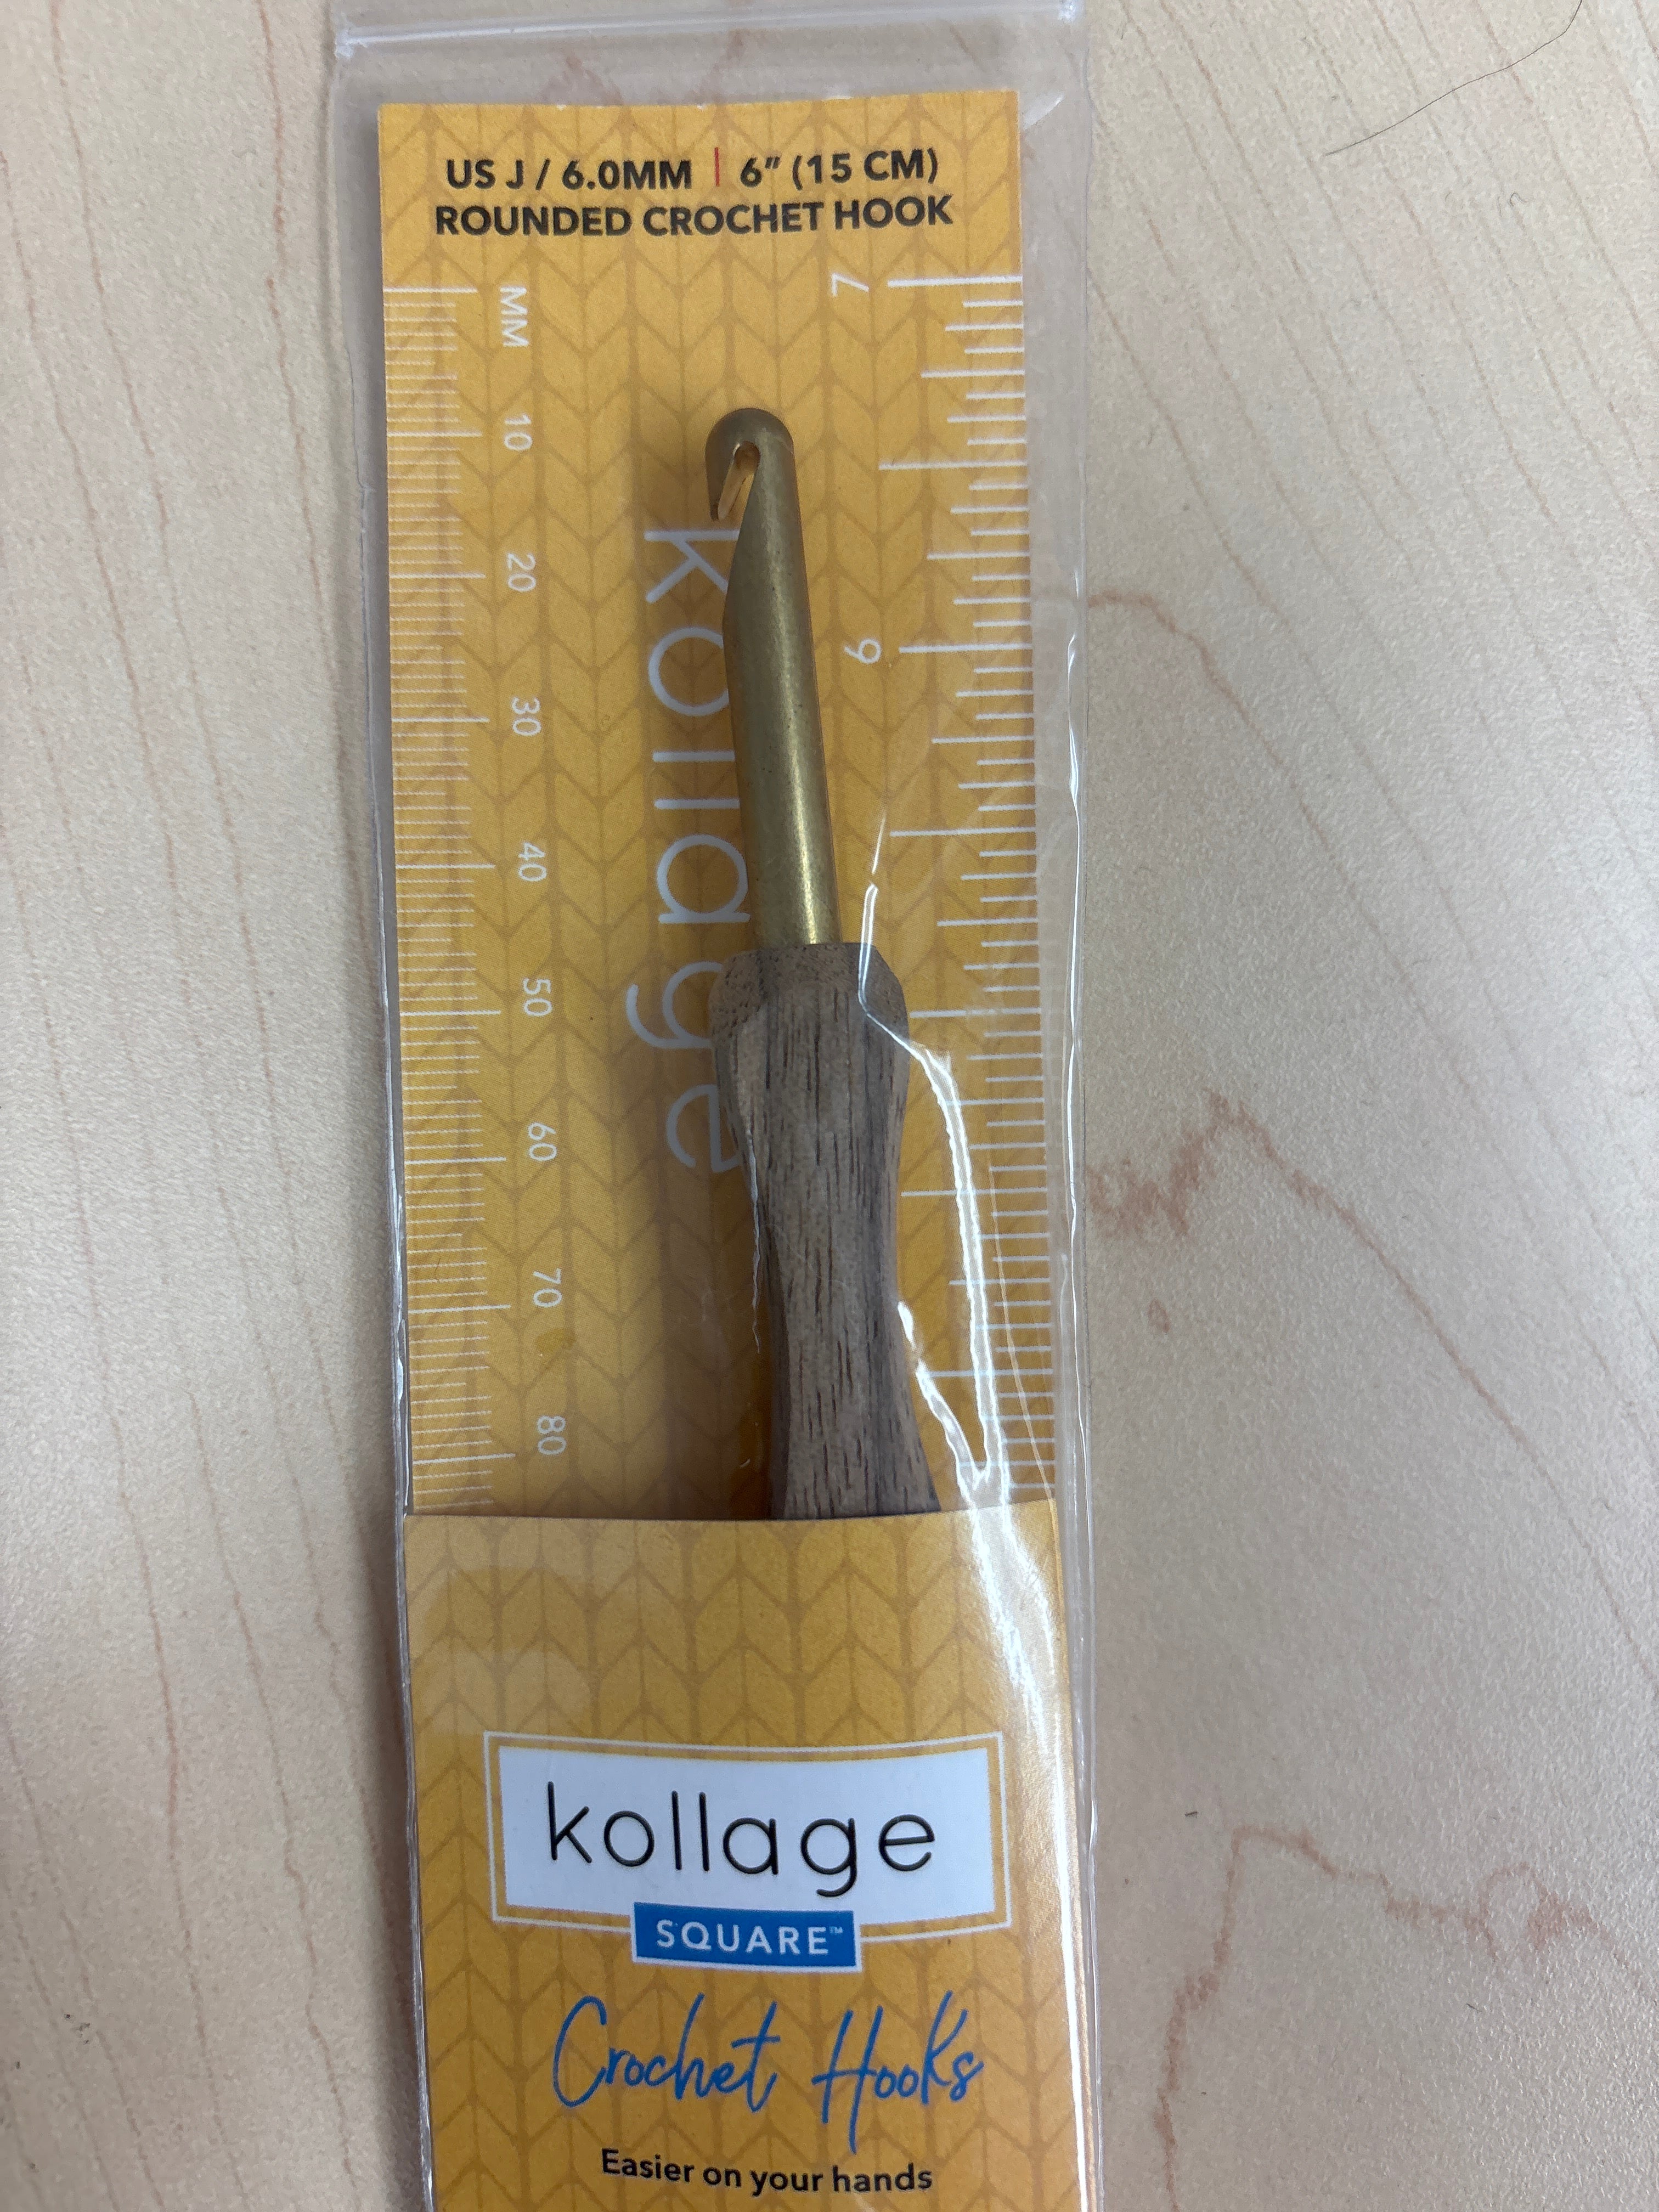 US J / 6.0MM | 6" (15 CM)
ROUNDED CROCHET HOOK
MM
10
20
30
40
50
60
70
80
7
6
kollage
kollage
SQUARE™
Crochet Hooks
Easier on your hands